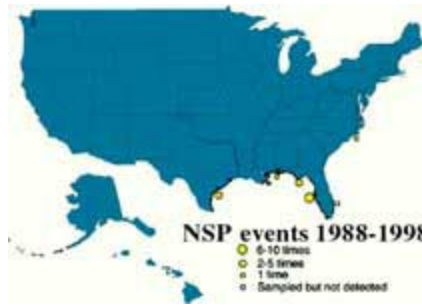 NSP events 1988-1998
6-10 times
2-5 times
1 time
Sampled but not detected